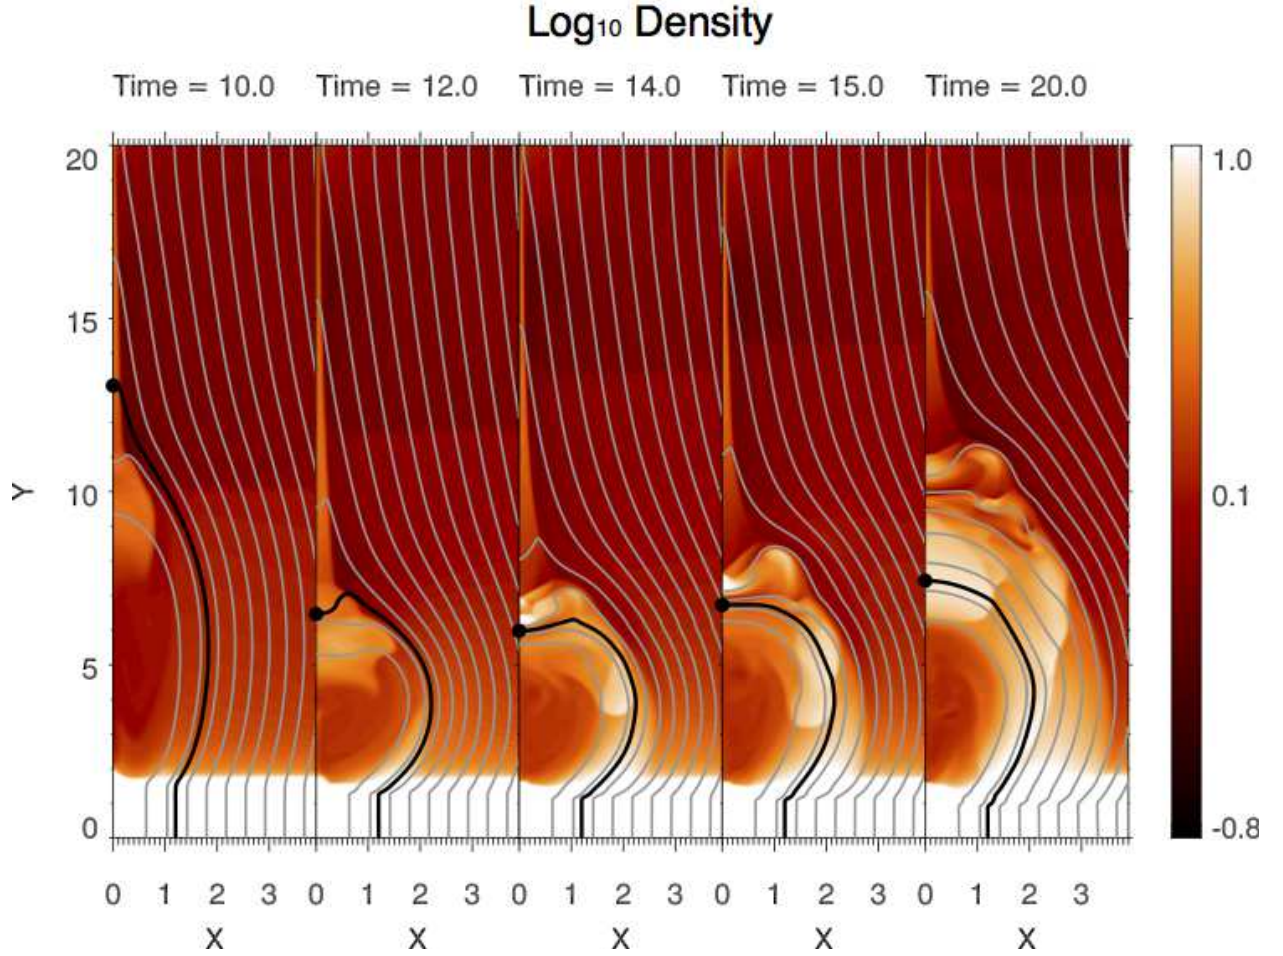 Log₁₀ Density
Time = 10.0 Time = 12.0 Time = 14.0 Time = 15.0 Time = 20.0
20
15
10
5
0
Y
1.0
0.1
-0.8
0 1 2 3 0 1 2 3 0 1 2 3 0 1 2 3 0 1 2 3
X X X X X